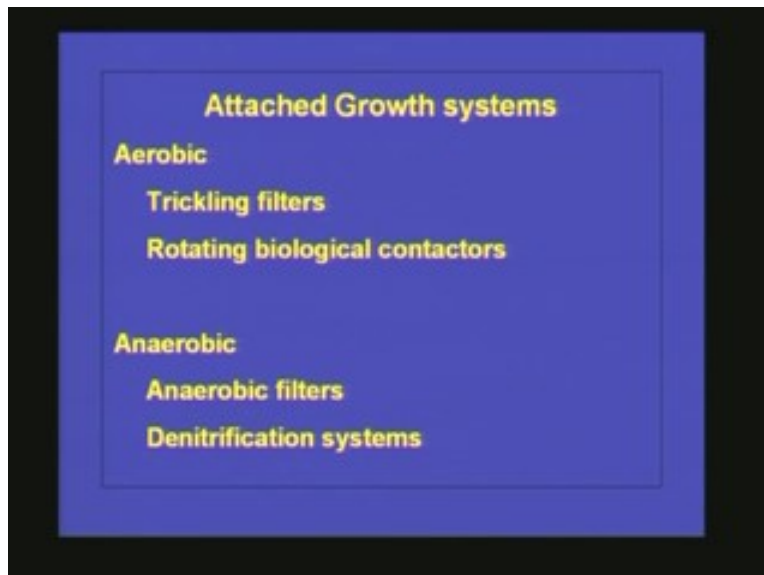 Attached Growth systems
Aerobic
Trickling filters
Rotating biological contactors
Anaerobic
Anaerobic filters
Denitrification systems